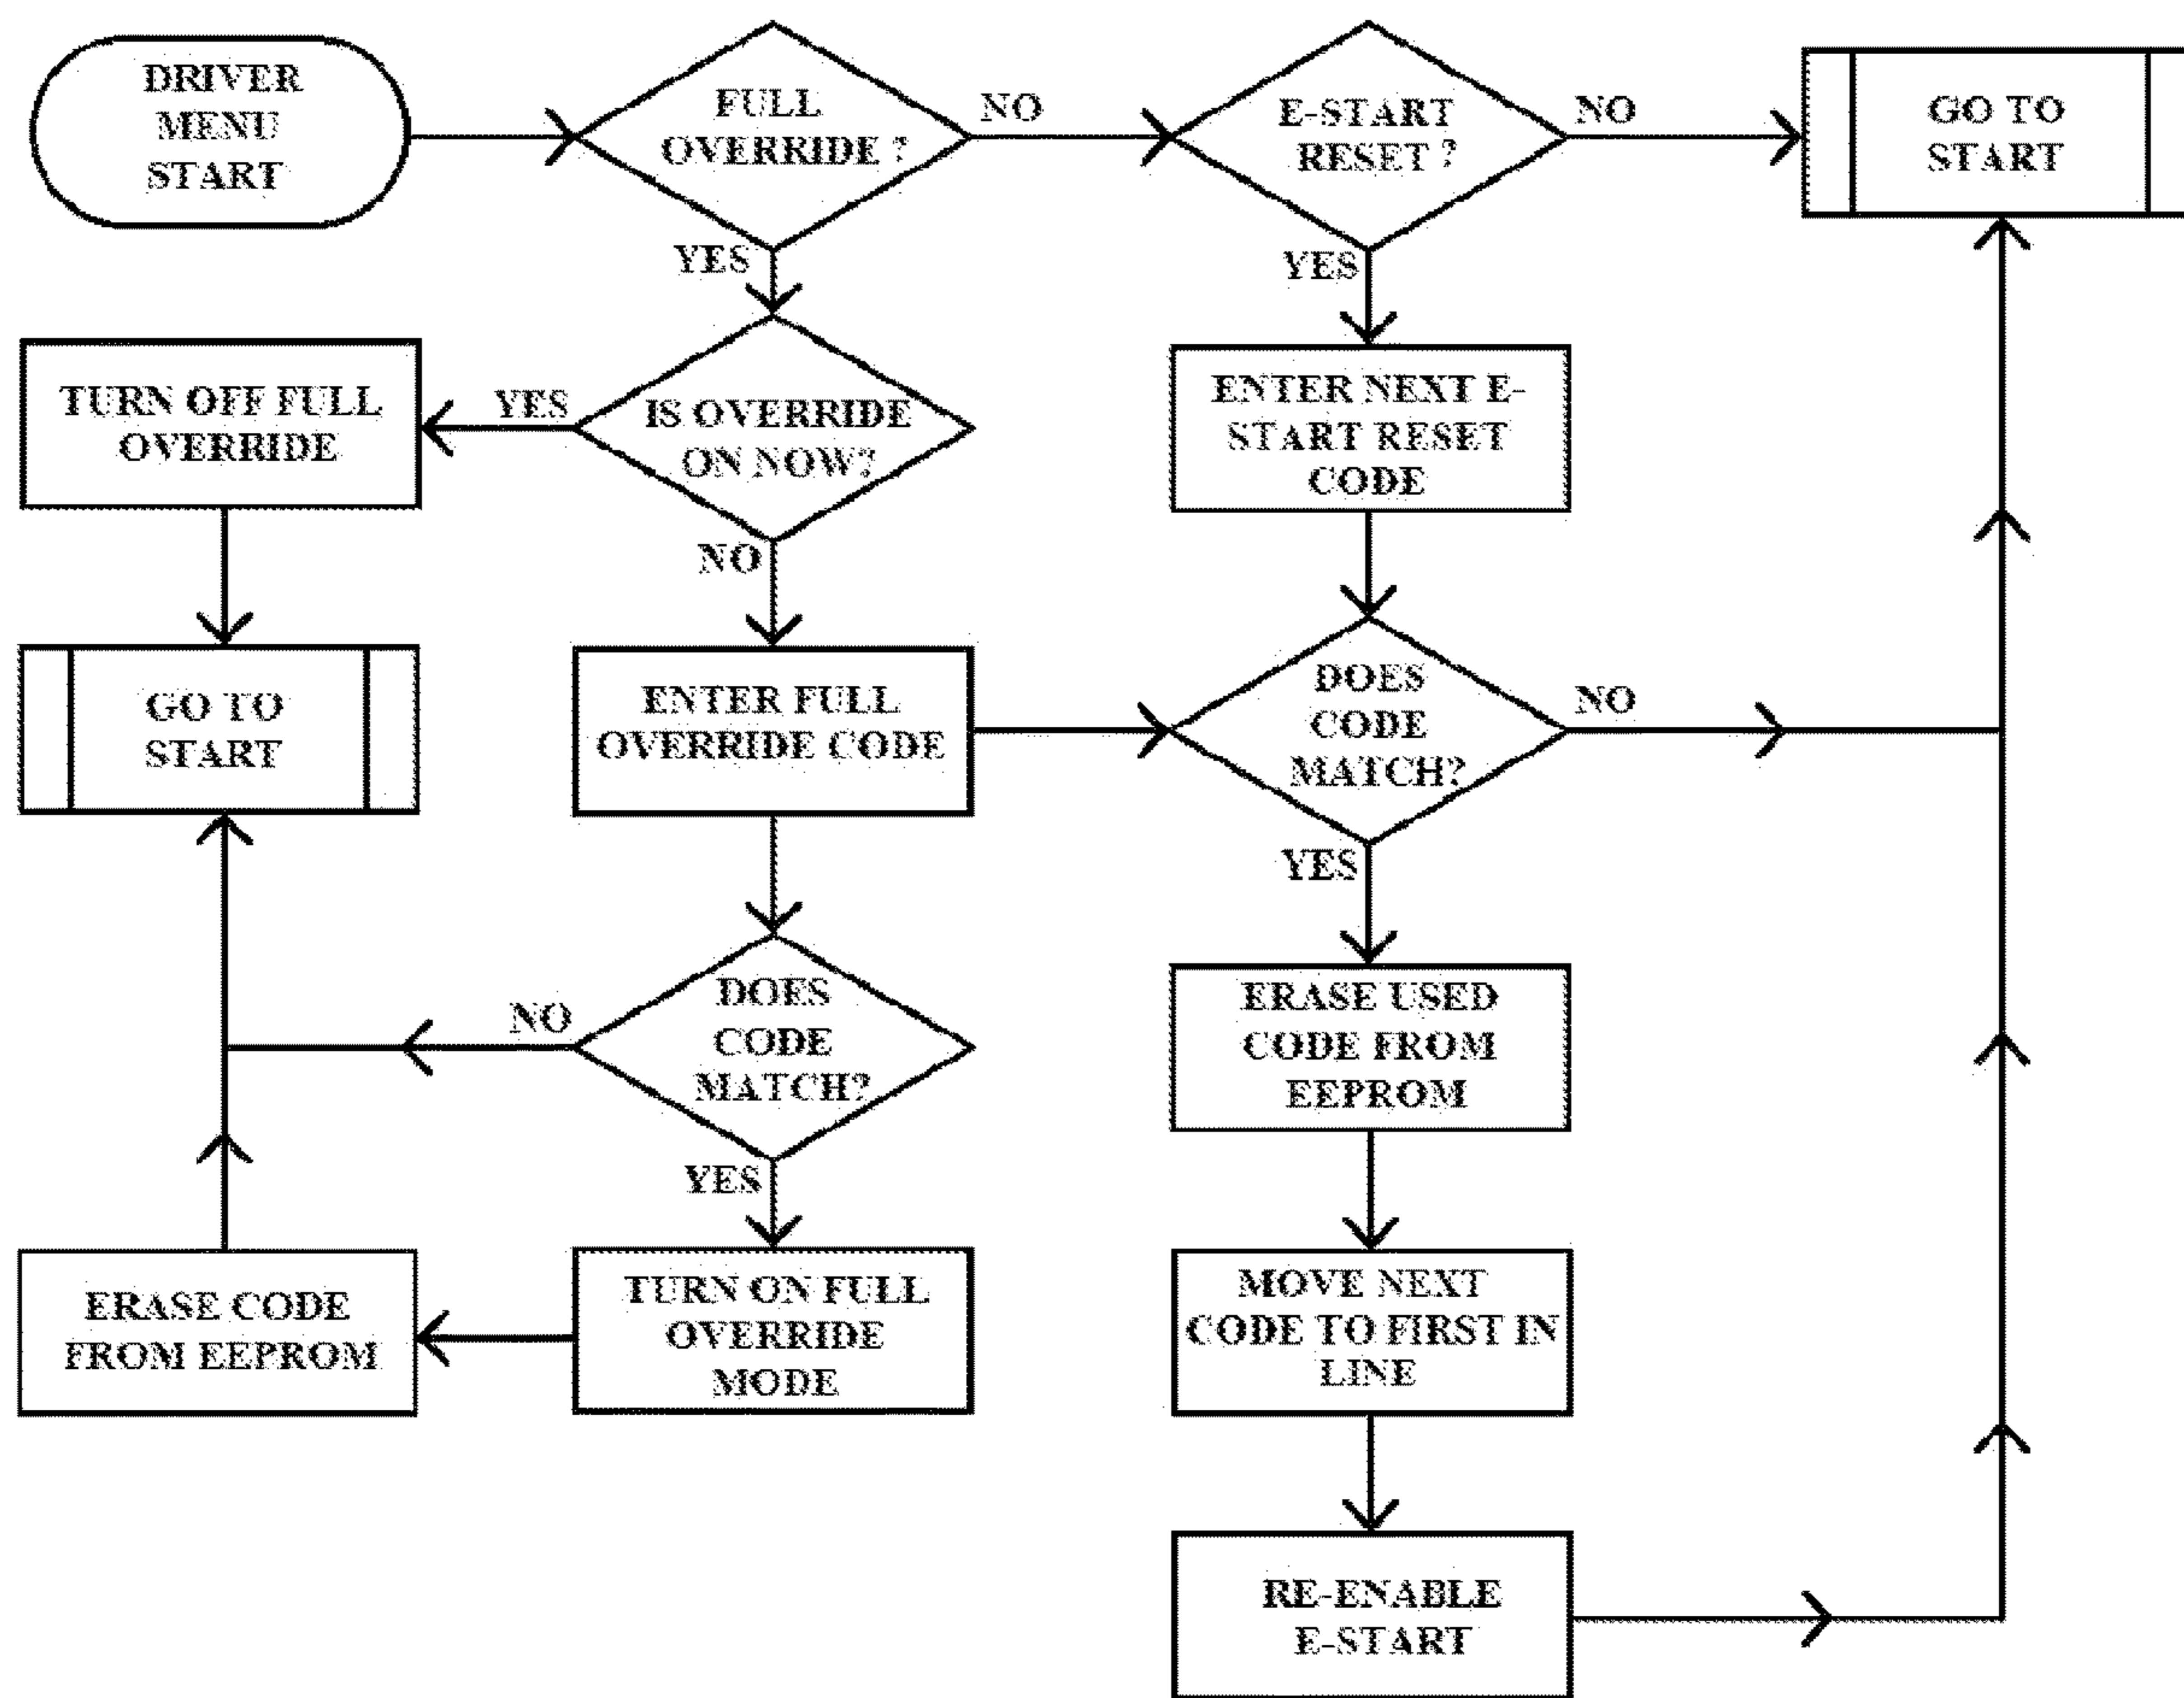 DRIVER
MENU
START
FULL
OVERRIDE ?
NO
E-START
RESET ?
NO
GO TO
START
YES
YES
TURN OFF FULL
OVERRIDE
YES
IS OVERRIDE
ON NOW?
ENTER NEXT E-
START RESET
CODE
NO
GO TO
START
ENTER FULL
OVERRIDE CODE
DOES
CODE
MATCH?
NO
YES
NO
DOES
CODE
MATCH?
ERASE USED
CODE FROM
EEPROM
YES
ERASE CODE
FROM EEPROM
TURN ON FULL
OVERRIDE
MODE
MOVE NEXT
CODE TO FIRST IN
LINE
RE-ENABLE
E-START